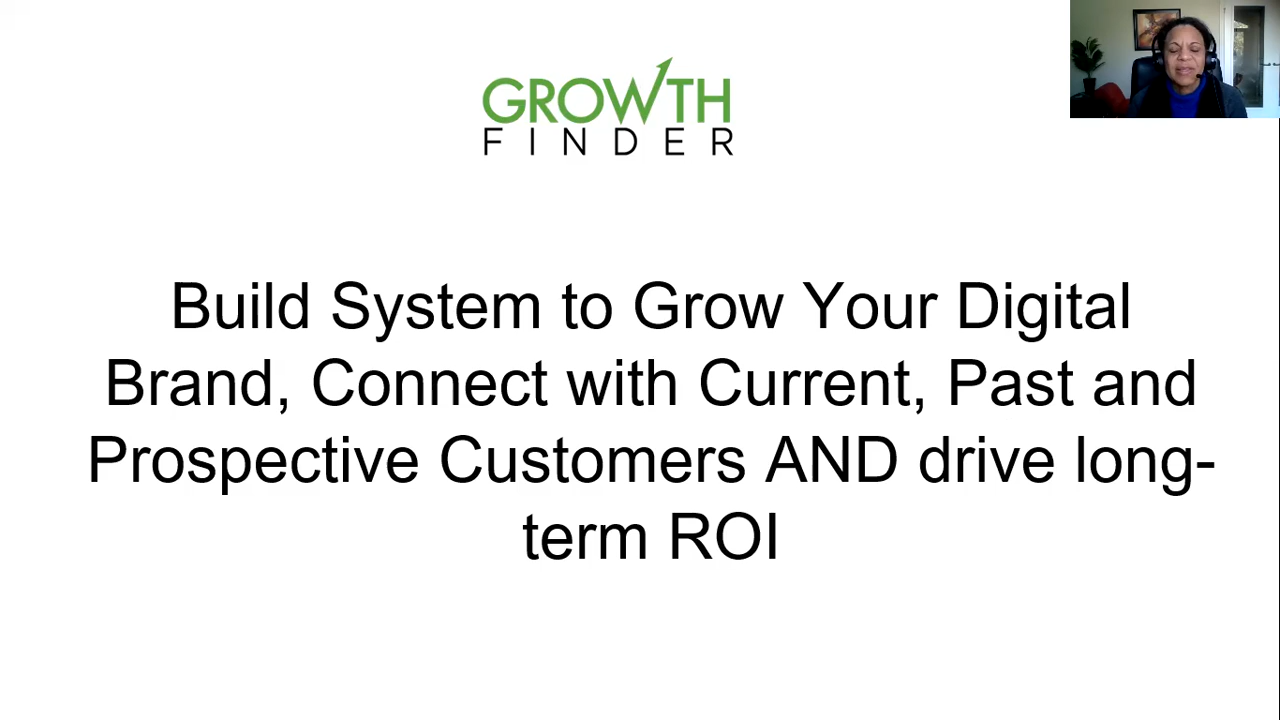 GROWTH
FINDER
Build System to Grow Your Digital
Brand, Connect with Current, Past and
Prospective Customers AND drive long-
term ROI